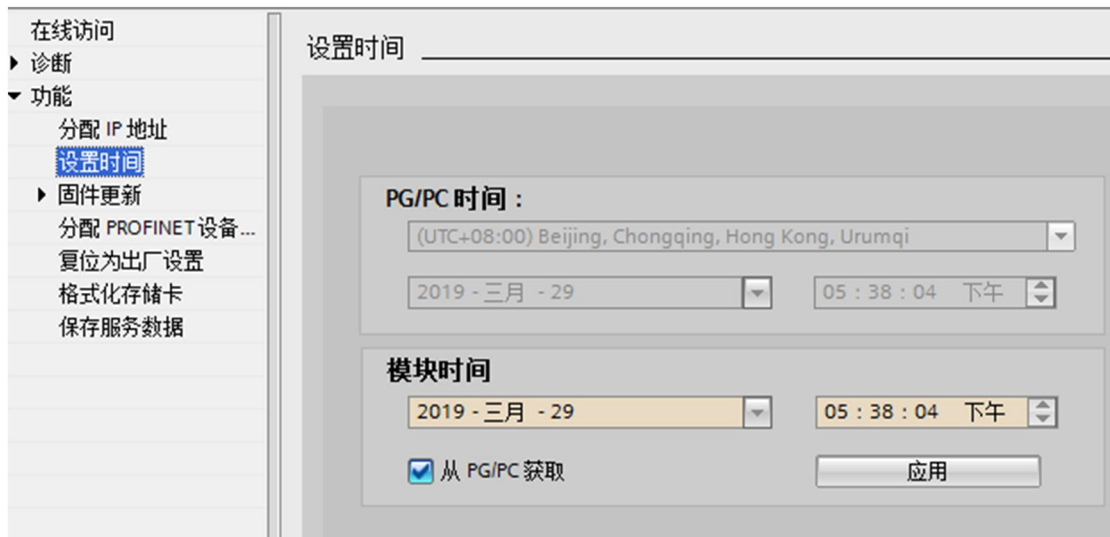 在线访问
诊断
功能
分配 IP 地址
设置时间
固件更新
分配 PROFINET 设备...
复位为出厂设置
格式化存储卡
保存服务数据
设置时间
PG/PC 时间：
(UTC+08:00) Beijing, Chongqing, Hong Kong, Urumqi
2019 - 三月 - 29 05 : 38 : 04 下午
模块时间
2019 - 三月 - 29 05 : 38 : 04 下午
从 PG/PC 获取 应用